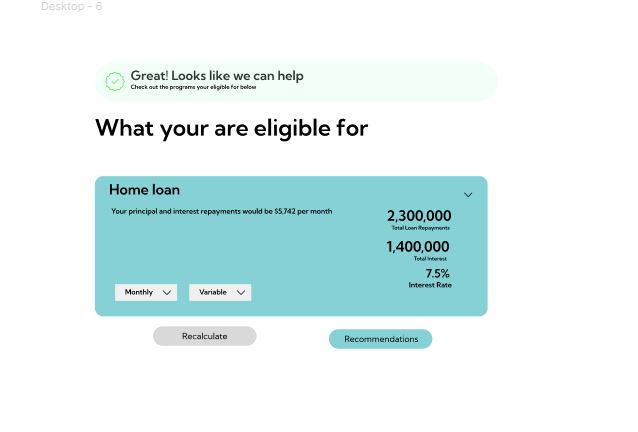 Desktop - 6
Great! Looks like we can help
Check out the programs your eligible for below
What your are eligible for
Home loan
Your principal and interest repayments would be $5,742 per month
2,300,000
Total Loan Repayments
1,400,000
Total Interest
7.5%
Interest Rate
Monthly
Variable
Recalculate
Recommendations